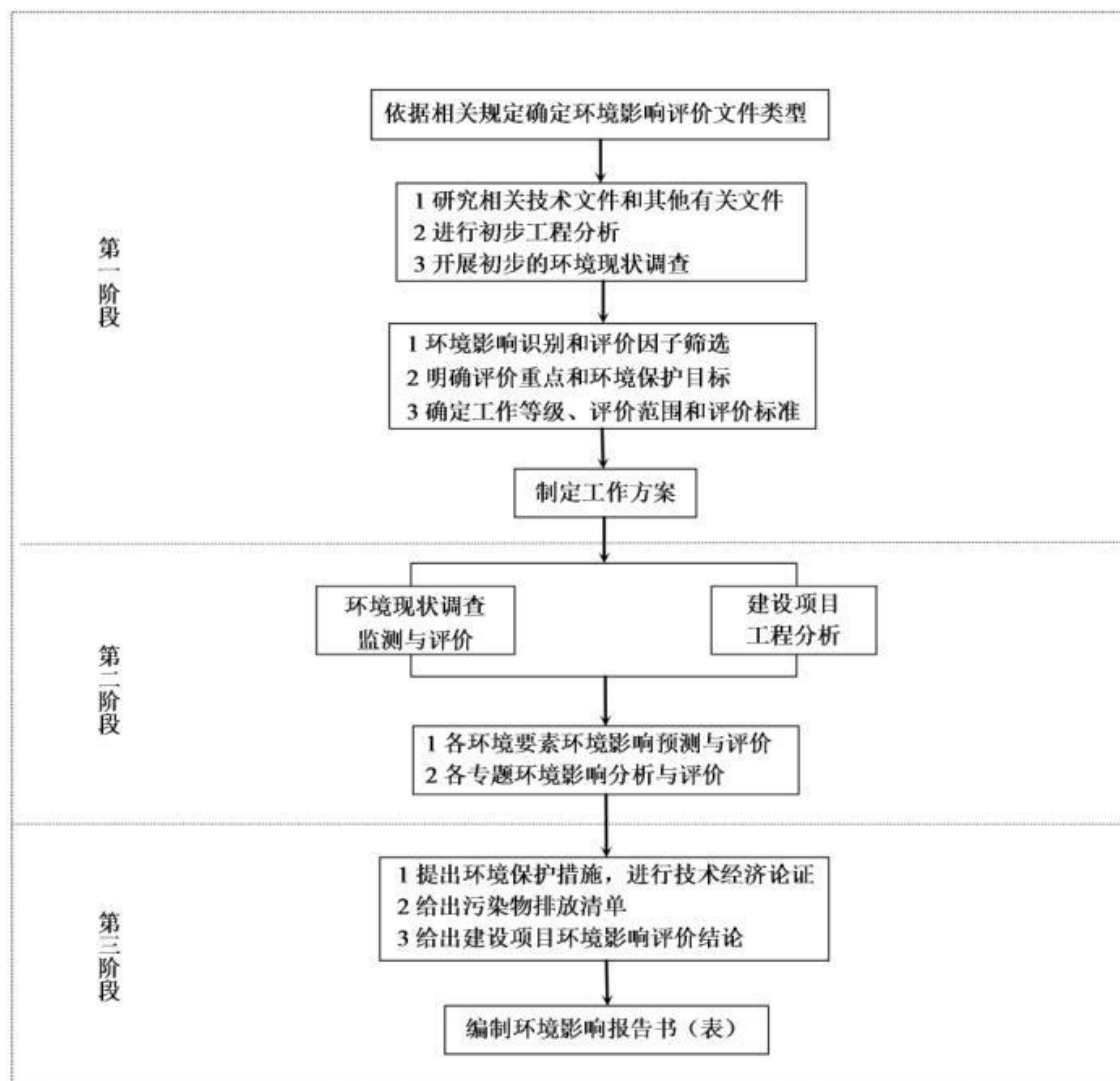 依据相关规定确定环境影响评价文件类型
1 研究相关技术文件和其他有关文件
2 进行初步工程分析
3 开展初步的环境现状调查
第一阶段
1 环境影响识别和评价因子筛选
2 明确评价重点和环境保护目标
3 确定工作等级、评价范围和评价标准
制定工作方案
环境现状调查
监测与评价
建设项目
工程分析
第二阶段
1 各环境要素环境影响预测与评价
2 各专题环境影响分析与评价
1 提出环境保护措施，进行技术经济论证
2 给出污染物排放清单
3 给出建设项目环境影响评价结论
第三阶段
编制环境影响报告书（表）